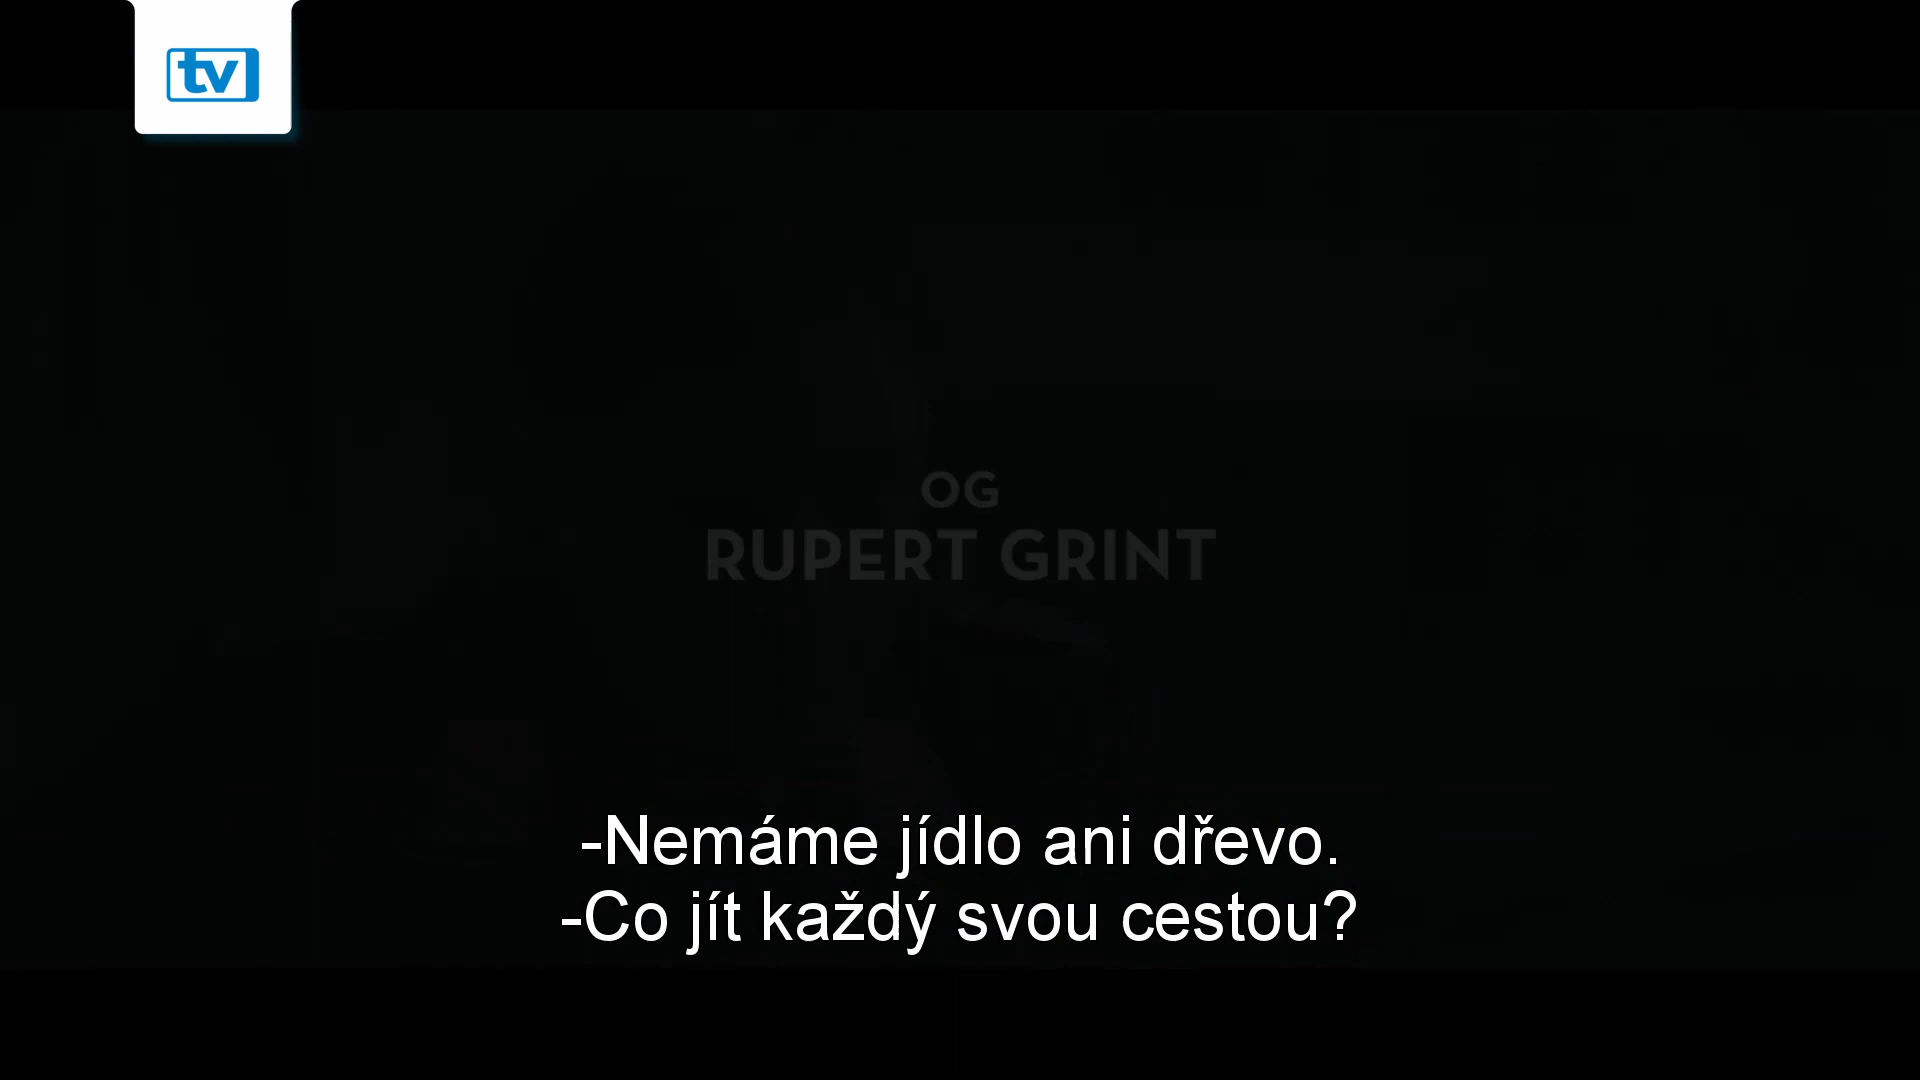 tv
OG
RUPERT GRINT
-Nemáme jídlo ani dřevo.
-Co jít každý svou cestou?